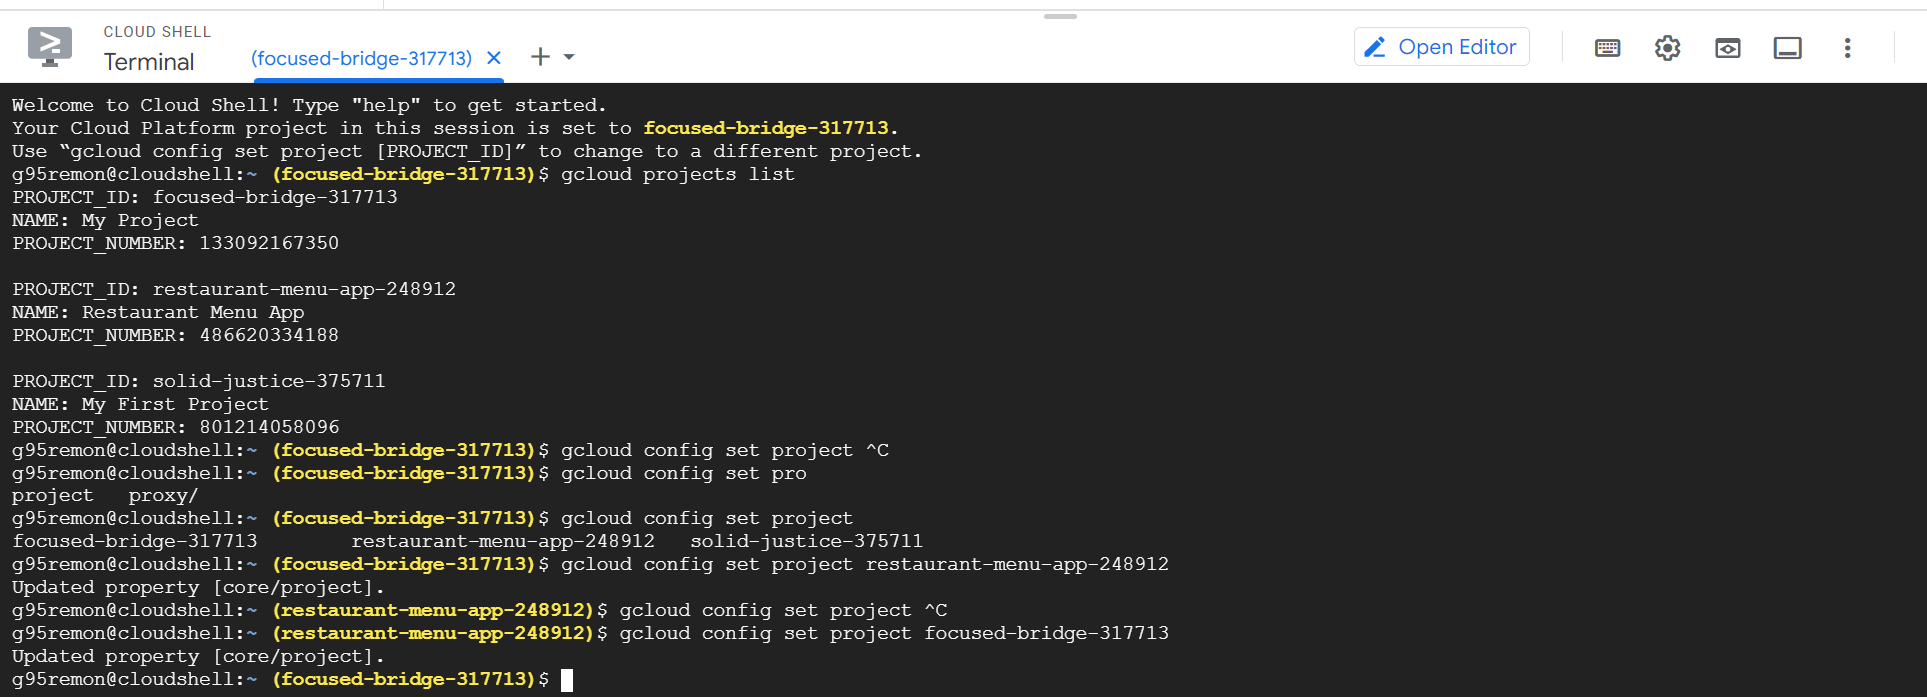 CLOUD SHELL
Terminal
(focused-bridge-317713)
Open Editor
Welcome to Cloud Shell! Type "help" to get started.
Your Cloud Platform project in this session is set to focused-bridge-317713.
Use “gcloud config set project [PROJECT_ID]” to change to a different project.
g95remon@cloudshell:~ (focused-bridge-317713)$ gcloud projects list
PROJECT_ID: focused-bridge-317713
NAME: My Project
PROJECT_NUMBER: 133092167350
PROJECT_ID: restaurant-menu-app-248912
NAME: Restaurant Menu App
PROJECT_NUMBER: 486620334188
PROJECT_ID: solid-justice-375711
NAME: My First Project
PROJECT_NUMBER: 801214058096
g95remon@cloudshell:~ (focused-bridge-317713)$ gcloud config set project ^C
g95remon@cloudshell:~ (focused-bridge-317713)$ gcloud config set pro
project proxy/
g95remon@cloudshell:~ (focused-bridge-317713)$ gcloud config set project
focused-bridge-317713 restaurant-menu-app-248912 solid-justice-375711
g95remon@cloudshell:~ (focused-bridge-317713)$ gcloud config set project restaurant-menu-app-248912
Updated property [core/project].
g95remon@cloudshell:~ (restaurant-menu-app-248912)$ gcloud config set project ^C
g95remon@cloudshell:~ (restaurant-menu-app-248912)$ gcloud config set project focused-bridge-317713
Updated property [core/project].
g95remon@cloudshell:~ (focused-bridge-317713)$